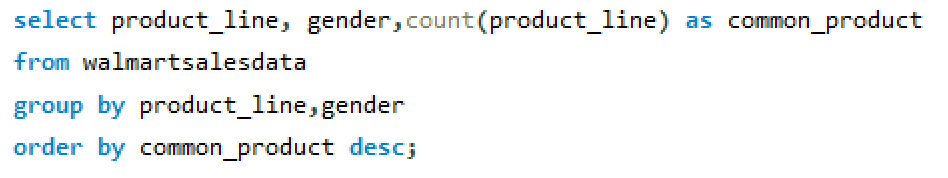 select product_line, gender,count(product_line) as common_product
from walmartsalesdata
group by product_line,gender
order by common_product desc;